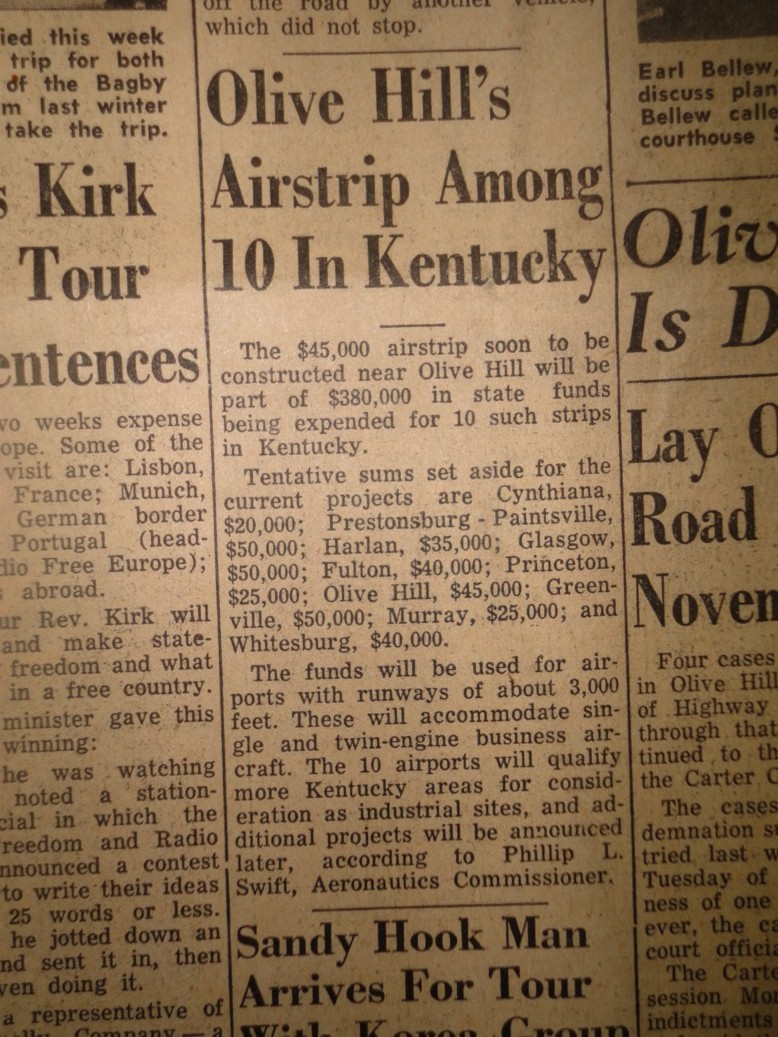 ied this week
trip for both
of the Bagby
m last winter
take the trip.
s Kirk
Tour
entences
wo weeks expense
ope. Some of the
visit are: Lisbon,
France; Munich,
German border
Portugal (head-
dio Free Europe);
s abroad.
ur Rev. Kirk will
and make state-
freedom and what
in a free country.
minister gave this
winning:
he was watching
noted a station-
cial in which the
reedom and Radio
nnounced a contest
to write their ideas
25 words or less.
he jotted down an
nd sent it in, then
ven doing it.
a representative of
Company — a
off the road by another vehicle,
which did not stop.
Olive Hill's
Airstrip Among
10 In Kentucky
The $45,000 airstrip soon to be
constructed near Olive Hill will be
part of $380,000 in state funds
being expended for 10 such strips
in Kentucky.
Tentative sums set aside for the
current projects are Cynthiana,
$20,000; Prestonsburg - Paintsville,
$50,000; Harlan, $35,000; Glasgow,
$50,000; Fulton, $40,000; Princeton,
$25,000; Olive Hill, $45,000; Green-
ville, $50,000; Murray, $25,000; and
Whitesburg, $40,000.
The funds will be used for air-
ports with runways of about 3,000
feet. These will accommodate sin-
gle and twin-engine business air-
craft. The 10 airports will qualify
more Kentucky areas for consid-
eration as industrial sites, and ad-
ditional projects will be announced
later, according to Phillip L.
Swift, Aeronautics Commissioner.
Sandy Hook Man
Arrives For Tour
With Korea Group
Earl Bellew,
discuss plan
Bellew calle
courthouse
Oliv
Is D
Lay O
Road
Noven
Four cases
in Olive Hill
of Highway
through that
tinued to th
the Carter C
The cases
demnation su
tried last w
Tuesday of
ness of one
ever, the ca
court officia
The Carte
session Mon
indictments